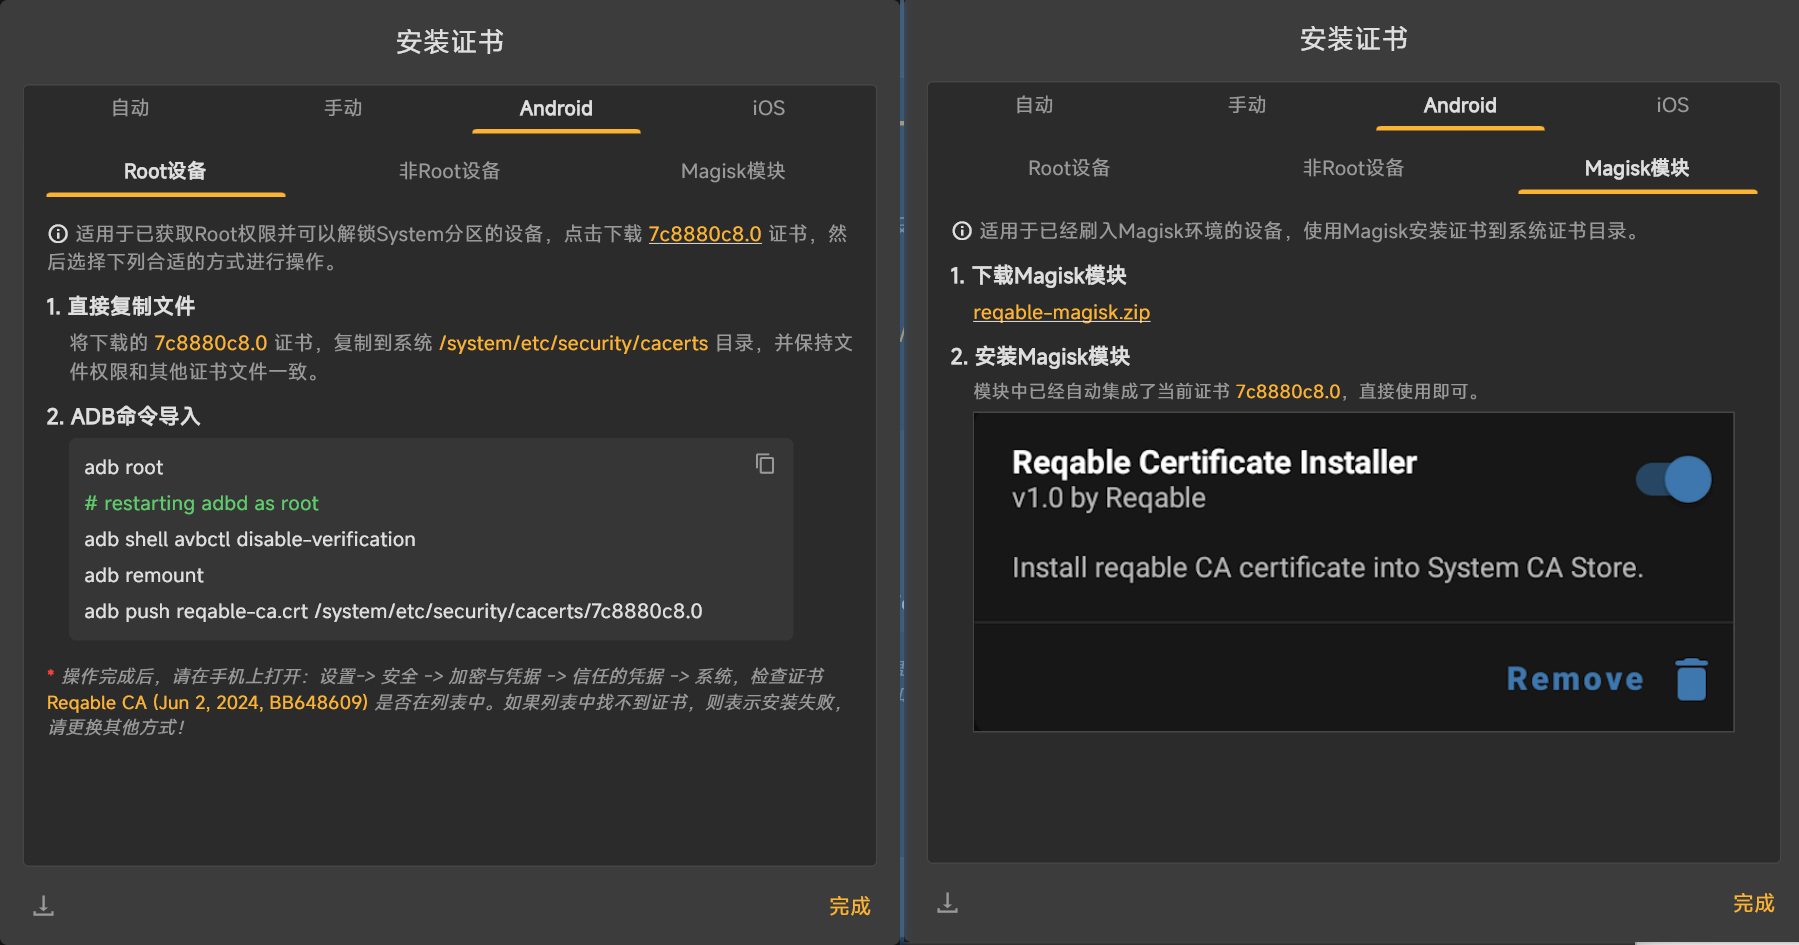 安装证书
自动 手动 Android iOS
Root设备 非Root设备 Magisk模块
适用于已获取Root权限并可以解锁System分区的设备，点击下载 7c8880c8.0 证书，然
后选择下列合适的方式进行操作。
1. 直接复制文件
将下载的 7c8880c8.0 证书，复制到系统 /system/etc/security/cacerts 目录，并保持文
件权限和其他证书文件一致。
2. ADB命令导入
adb root
# restarting adbd as root
adb shell avbctl disable-verification
adb remount
adb push reqable-ca.crt /system/etc/security/cacerts/7c8880c8.0
* 操作完成后，请在手机上打开：设置-> 安全 -> 加密与凭据 -> 信任的凭据 -> 系统，检查证书
Reqable CA (Jun 2, 2024, BB648609) 是否在列表中。如果列表中找不到证书，则表示安装失败，
请更换其他方式！
完成
安装证书
自动 手动 Android iOS
Root设备 非Root设备 Magisk模块
适用于已经刷入Magisk环境的设备，使用Magisk安装证书到系统证书目录。
1. 下载Magisk模块
reqable-magisk.zip
2. 安装Magisk模块
模块中已经自动集成了当前证书 7c8880c8.0，直接使用即可。
Reqable Certificate Installer
v1.0 by Reqable
Install reqable CA certificate into System CA Store.
Remove
完成